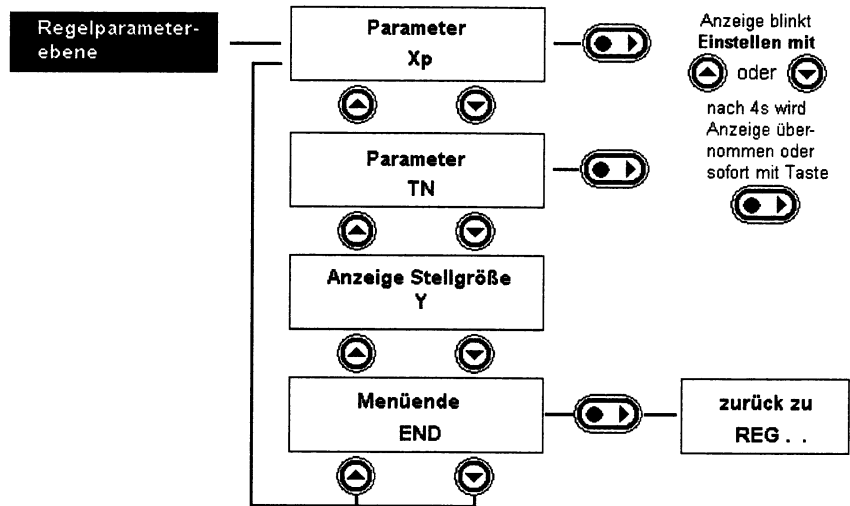 Regelparameter-
ebene
Parameter
Xp
Anzeige blinkt
Einstellen mit
oder
nach 4s wird
Anzeige über-
nommen oder
sofort mit Taste
Parameter
TN
Anzeige Stellgröße
Y
Menüende
END
zurück zu
REG . .